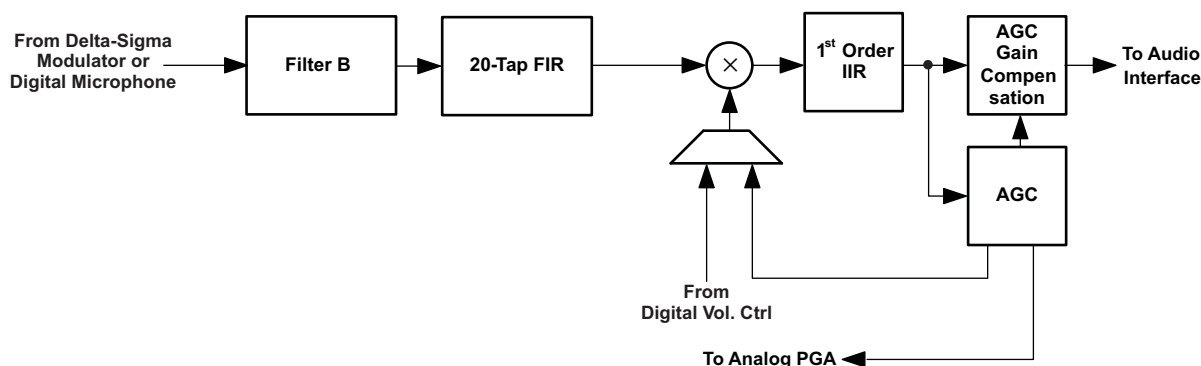 From Delta-Sigma
Modulator or
Digital Microphone
Filter B
20-Tap FIR
×
1st Order
IIR
AGC
Gain
Compen
sation
To Audio
Interface
AGC
From
Digital Vol. Ctrl
To Analog PGA